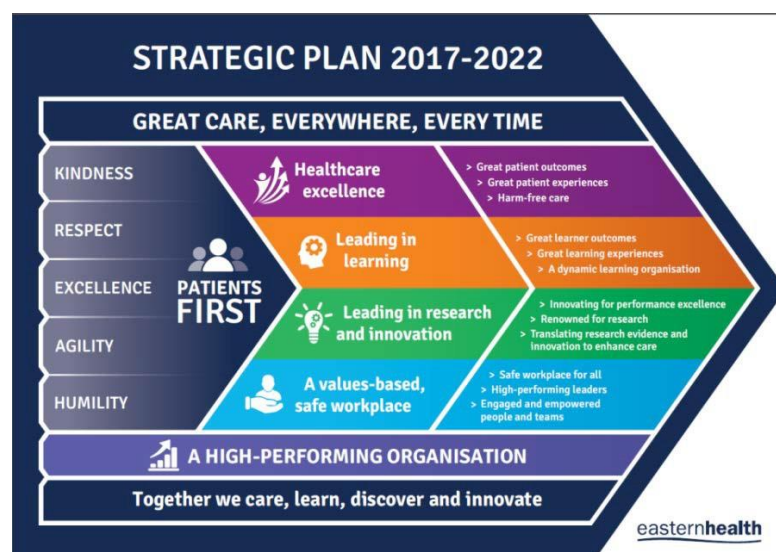 STRATEGIC PLAN 2017-2022
GREAT CARE, EVERYWHERE, EVERY TIME
KINDNESS
RESPECT
EXCELLENCE
AGILITY
HUMILITY
PATIENTS
FIRST
Healthcare
excellence
> Great patient outcomes
> Great patient experiences
> Harm-free care
Leading in
learning
> Great learner outcomes
> Great learning experiences
> A dynamic learning organisation
Leading in research
and innovation
> Innovating for performance excellence
> Renowned for research
> Translating research evidence and
innovation to enhance care
A values-based,
safe workplace
> Safe workplace for all
> High-performing leaders
> Engaged and empowered
people and teams
A HIGH-PERFORMING ORGANISATION
Together we care, learn, discover and innovate
easternhealth